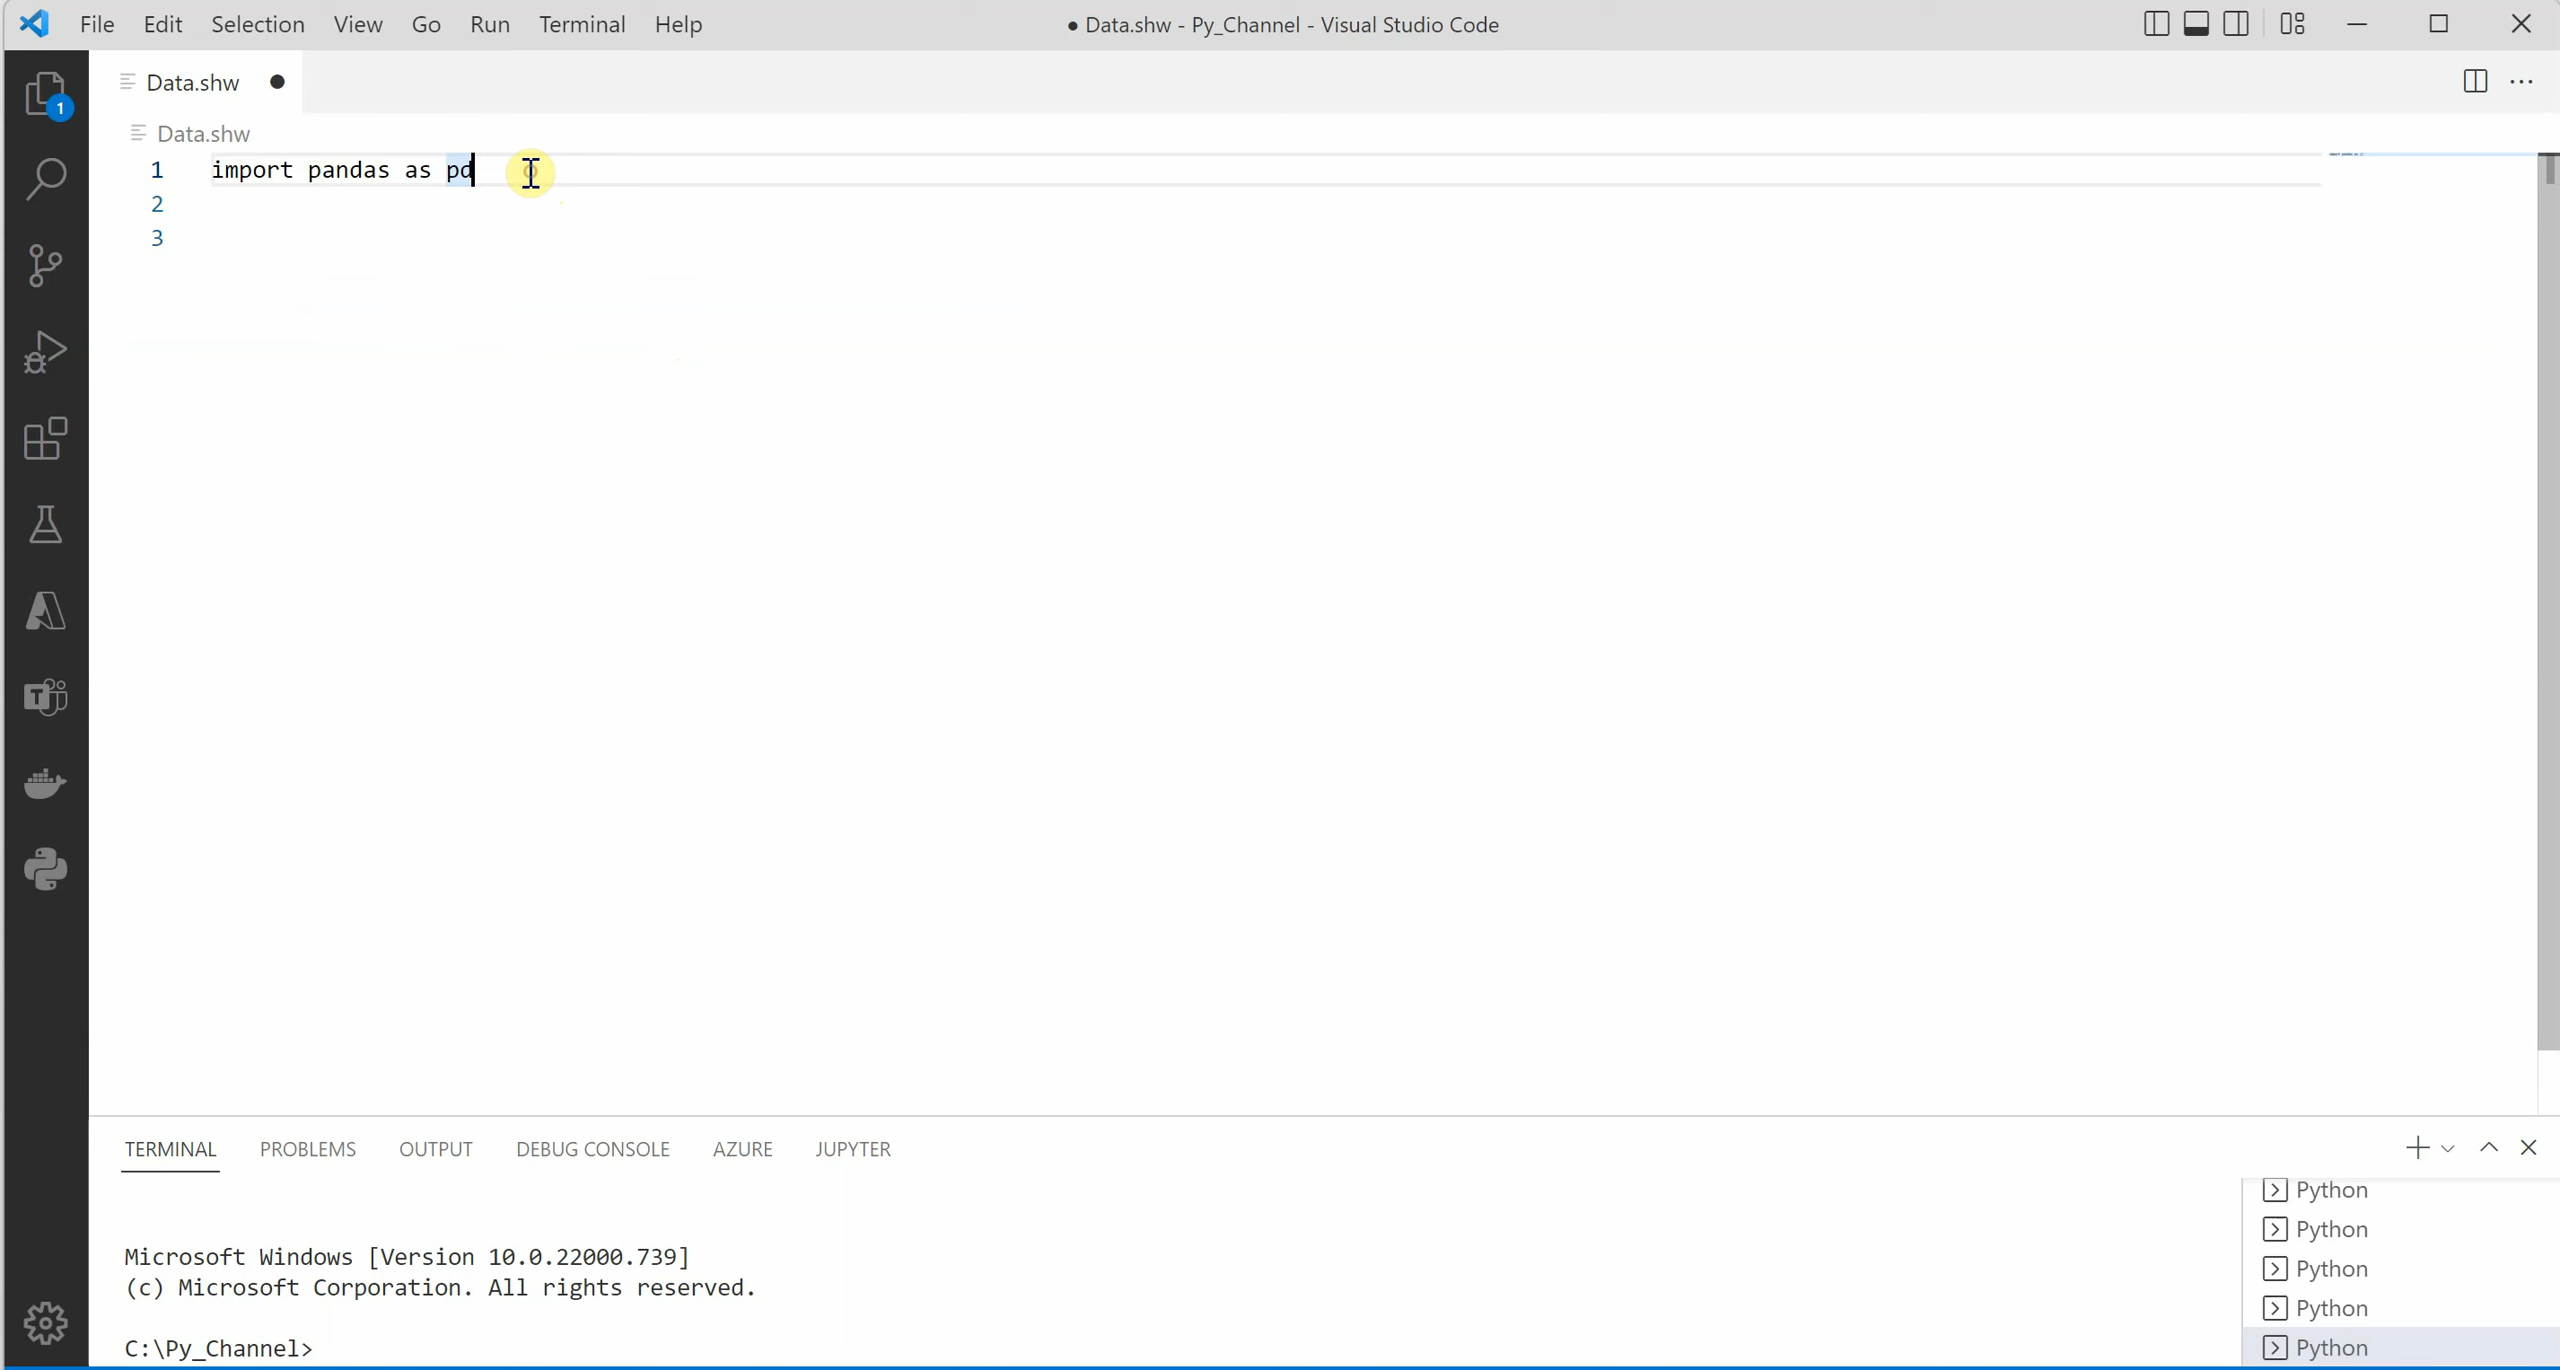 File Edit Selection View Go Run Terminal Help
● Data.shw - Py_Channel - Visual Studio Code
1
Data.shw ●
Data.shw
1 import pandas as pd
2
3
TERMINAL PROBLEMS OUTPUT DEBUG CONSOLE AZURE JUPYTER
Microsoft Windows [Version 10.0.22000.739]
(c) Microsoft Corporation. All rights reserved.
C:\Py_Channel>
Python
Python
Python
Python
Python